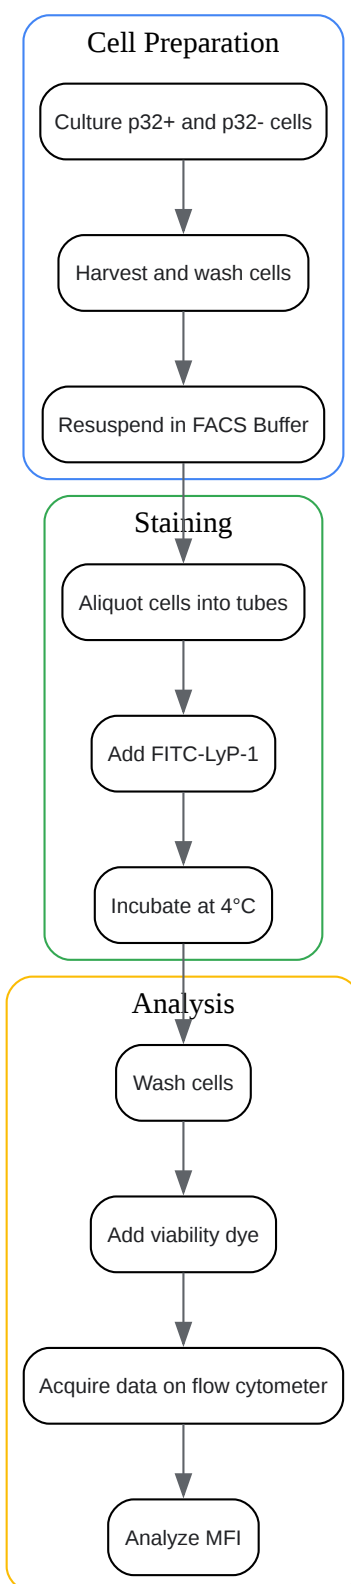 Cell Preparation
Culture p32+ and p32- cells
Harvest and wash cells
Resuspend in FACS Buffer
Staining
Aliquot cells into tubes
Add FITC-LyP-1
Incubate at 4°C
Analysis
Wash cells
Add viability dye
Acquire data on flow cytometer
Analyze MFI